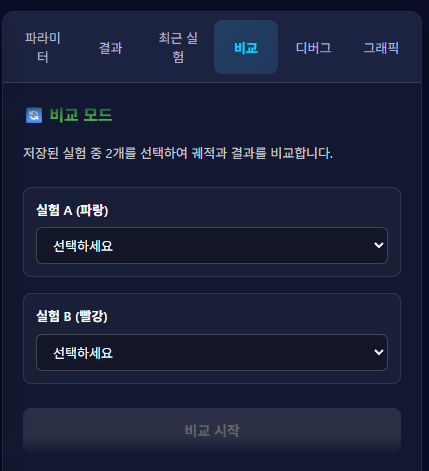 파라미터
결과
최근 실험
비교
디버그
그래픽
비교 모드
저장된 실험 중 2개를 선택하여 궤적과 결과를 비교합니다.
실험 A (파랑)
선택하세요
실험 B (빨강)
선택하세요
비교 시작